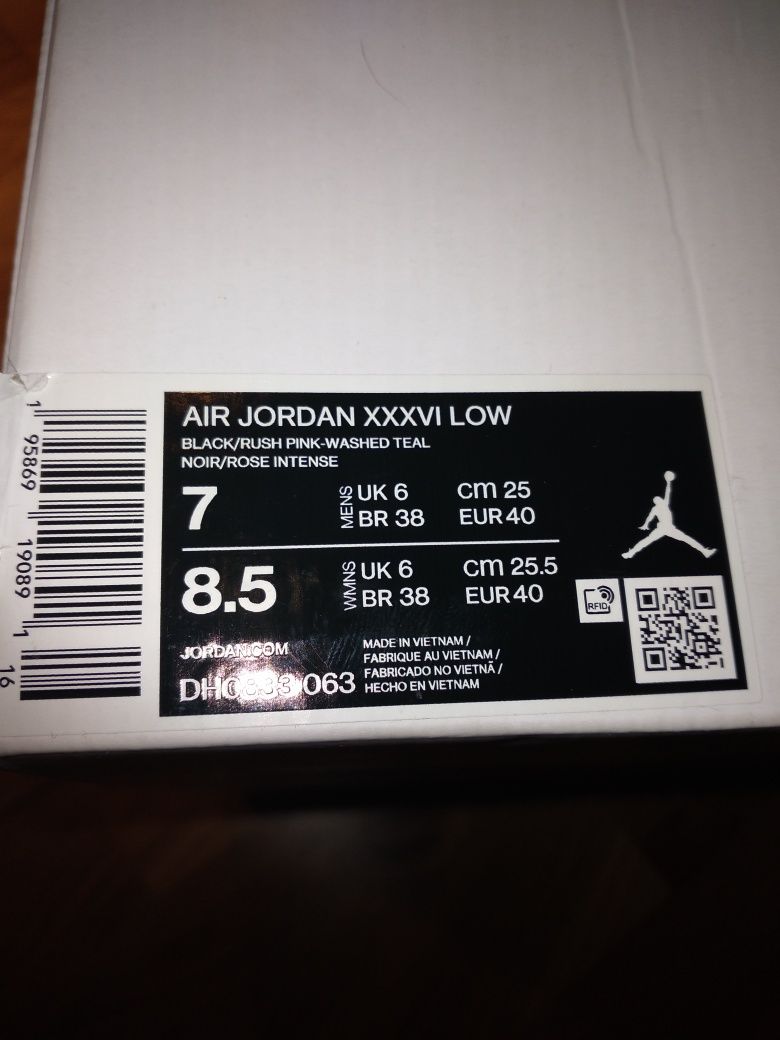 AIR JORDAN XXXVI LOW
BLACK/RUSH PINK-WASHED TEAL
NOIR/ROSE INTENSE
7
MENS
UK 6
cm 25
BR 38
EUR 40
8.5
WMNS
UK 6
cm 25.5
BR 38
EUR 40
RFID
JORDAN.COM
DH0833 063
MADE IN VIETNAM /
FABRIQUE AU VIETNAM /
FABRICADO NO VIETNÃ /
HECHO EN VIETNAM
1 95869 19089 1 16